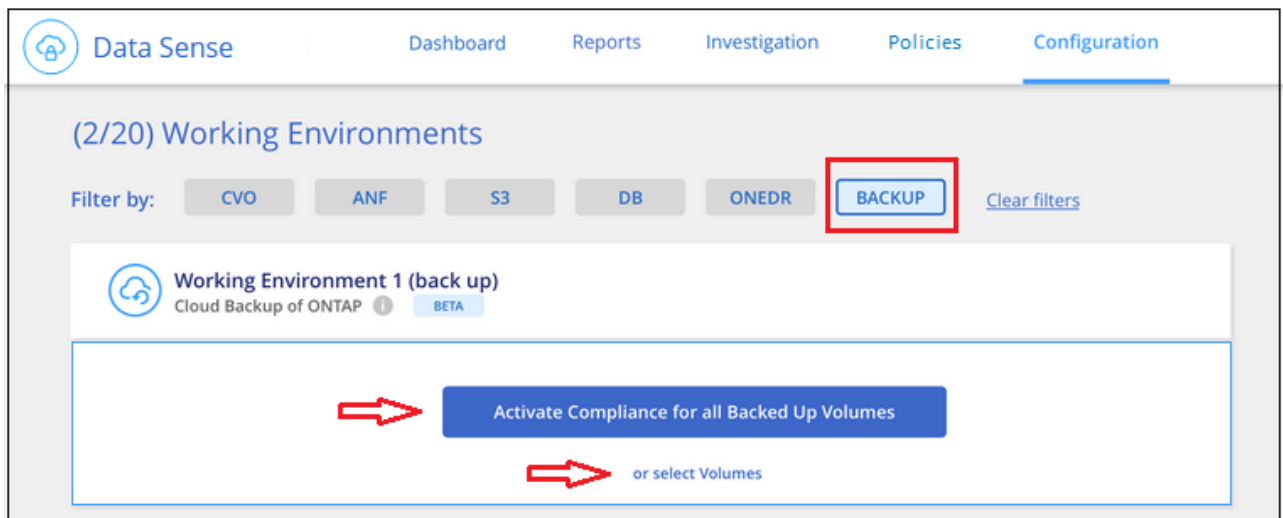 Data Sense Dashboard Reports Investigation Policies Configuration
(2/20) Working Environments
Filter by: CVO ANF S3 DB ONEDR BACKUP Clear filters
Working Environment 1 (back up)
Cloud Backup of ONTAP i BETA
Activate Compliance for all Backed Up Volumes
or select Volumes